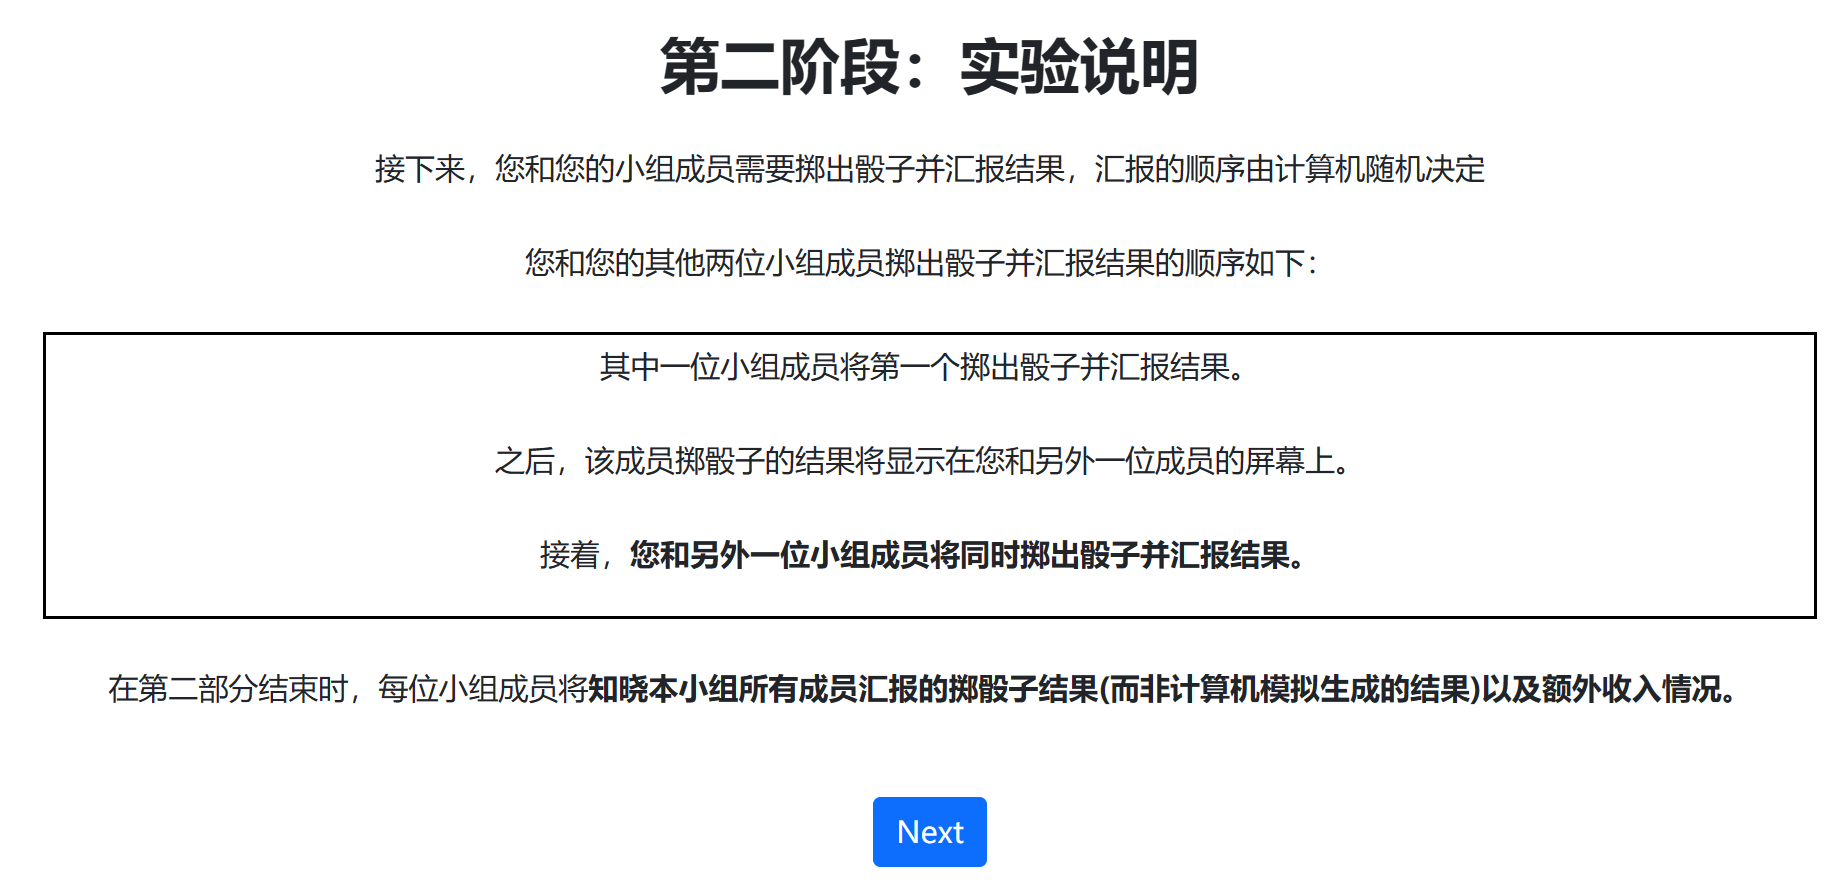 第二阶段：实验说明
接下来，您和您的小组成员需要掷出骰子并汇报结果，汇报的顺序由计算机随机决定
您和您的其他两位小组成员掷出骰子并汇报结果的顺序如下：
其中一位小组成员将第一个掷出骰子并汇报结果。
之后，该成员掷骰子的结果将显示在您和另外一位成员的屏幕上。
接着，您和另外一位小组成员将同时掷出骰子并汇报结果。
在第二部分结束时，每位小组成员将知晓本小组所有成员汇报的掷骰子结果(而非计算机模拟生成的结果)以及额外收入情况。
Next